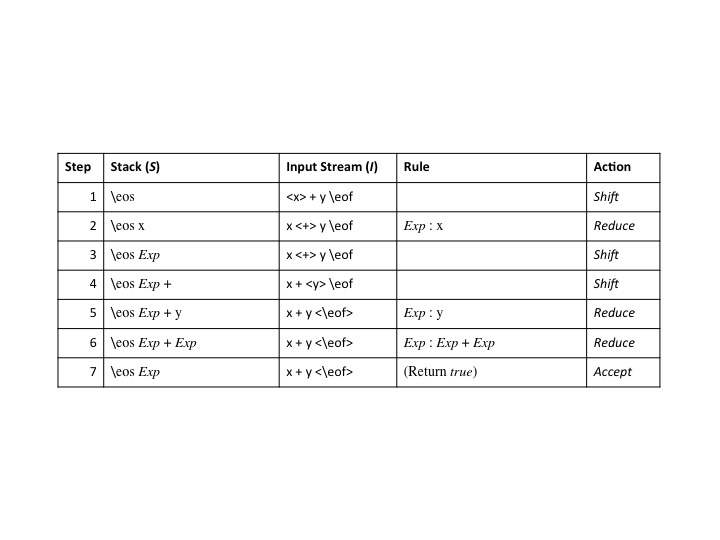 Step Stack (S) Input Stream (I) Rule Action
1 \eos <x> + y \eof Shift
2 \eos x x <+> y \eof Exp : x Reduce
3 \eos Exp x <+> y \eof Shift
4 \eos Exp + x + <y> \eof Shift
5 \eos Exp + y x + y <\eof> Exp : y Reduce
6 \eos Exp + Exp x + y <\eof> Exp : Exp + Exp Reduce
7 \eos Exp x + y <\eof> (Return true) Accept